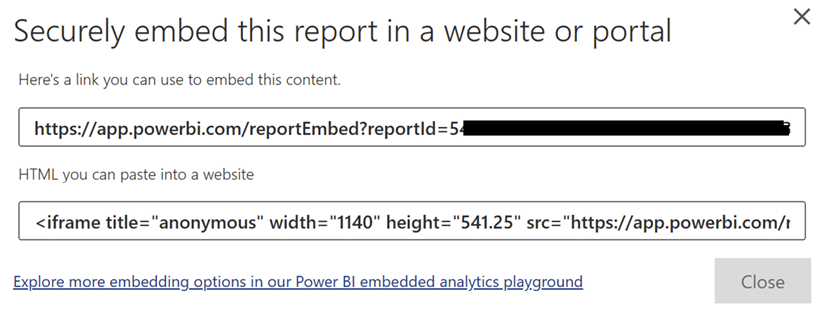 Securely embed this report in a website or portal
Here's a link you can use to embed this content.
https://app.powerbi.com/reportEmbed?reportId=54
HTML you can paste into a website
<iframe title="anonymous" width="1140" height="541.25" src="https://app.powerbi.com/r
Explore more embedding options in our Power BI embedded analytics playground
Close